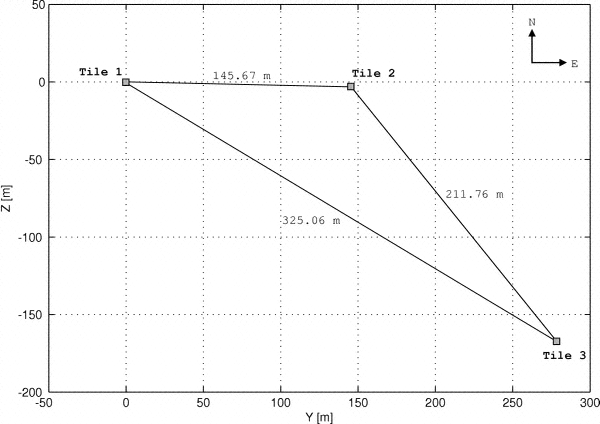 50
N
E
Tile 1
145.67 m
Tile 2
0
-50
211.76 m
325.06 m
-100
-150
Tile 3
-200
Z [m]
-50
0
50
100
150
200
250
300
Y [m]